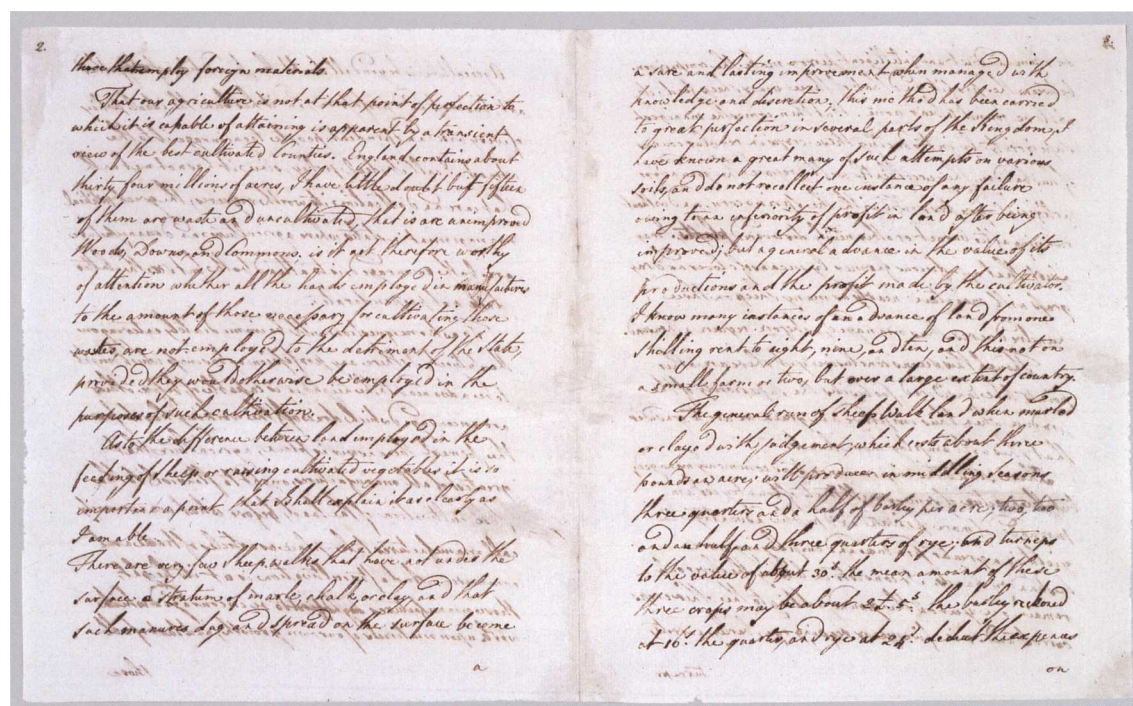 2.
those that employ foreign materials.
That our agriculture is not at that point of perfection to
which it is capable of attaining is apparent by a transient
view of the best cultivated Counties. England contains about
thirty four millions of acres, I have little doubt but fifteen
of them are waste and uncultivated, that is are unimproved
Woods, Downs, and Commons. is it not therefore worthy
of attention whether all the hands employed in manufactures
to the amount of those necessary for cultivating those
wastes, are not employed to the detriment of the State,
provided they would otherwise be employed in the
purposes of such cultivation.
As to the difference between land employed in the
feeding of sheep or raising cultivated vegetables it is so
important a point that I shall explain it as clearly as
I am able
There are very few sheep walks that have not under the
surface a stratum of marle, chalk, or clay, and that
such manures dug and spread on the surface become
a
a sure and lasting improvement when managed with
knowledge and discretion. this method has been carried
to great perfection in several parts of the Kingdom, I
have known a great many of such attempts on various
soils, and do not recollect one instance of any failure
owing to an inferiority of profit in land after being
improved; but a general advance in the value of its
productions and the profit made by the cultivator.
I know many instances of an advance of land from one
shilling rent to eight, nine, and ten, and this not on
a small farm or two, but over a large extent of country.
The general run of sheep Walk land when marled
or clayed with judgement, which costs about three
pounds an acre, will produce in middling seasons
three quarters and a half of barley per acre; two, two
and an half, and three quarters of rye; and turneps
to the value of about 30s. the mean amount of these
three crops may be about 2£. 5s. the barley reckoned
at 16s. the quarter, and rye at 24s. deduct the expenses
on